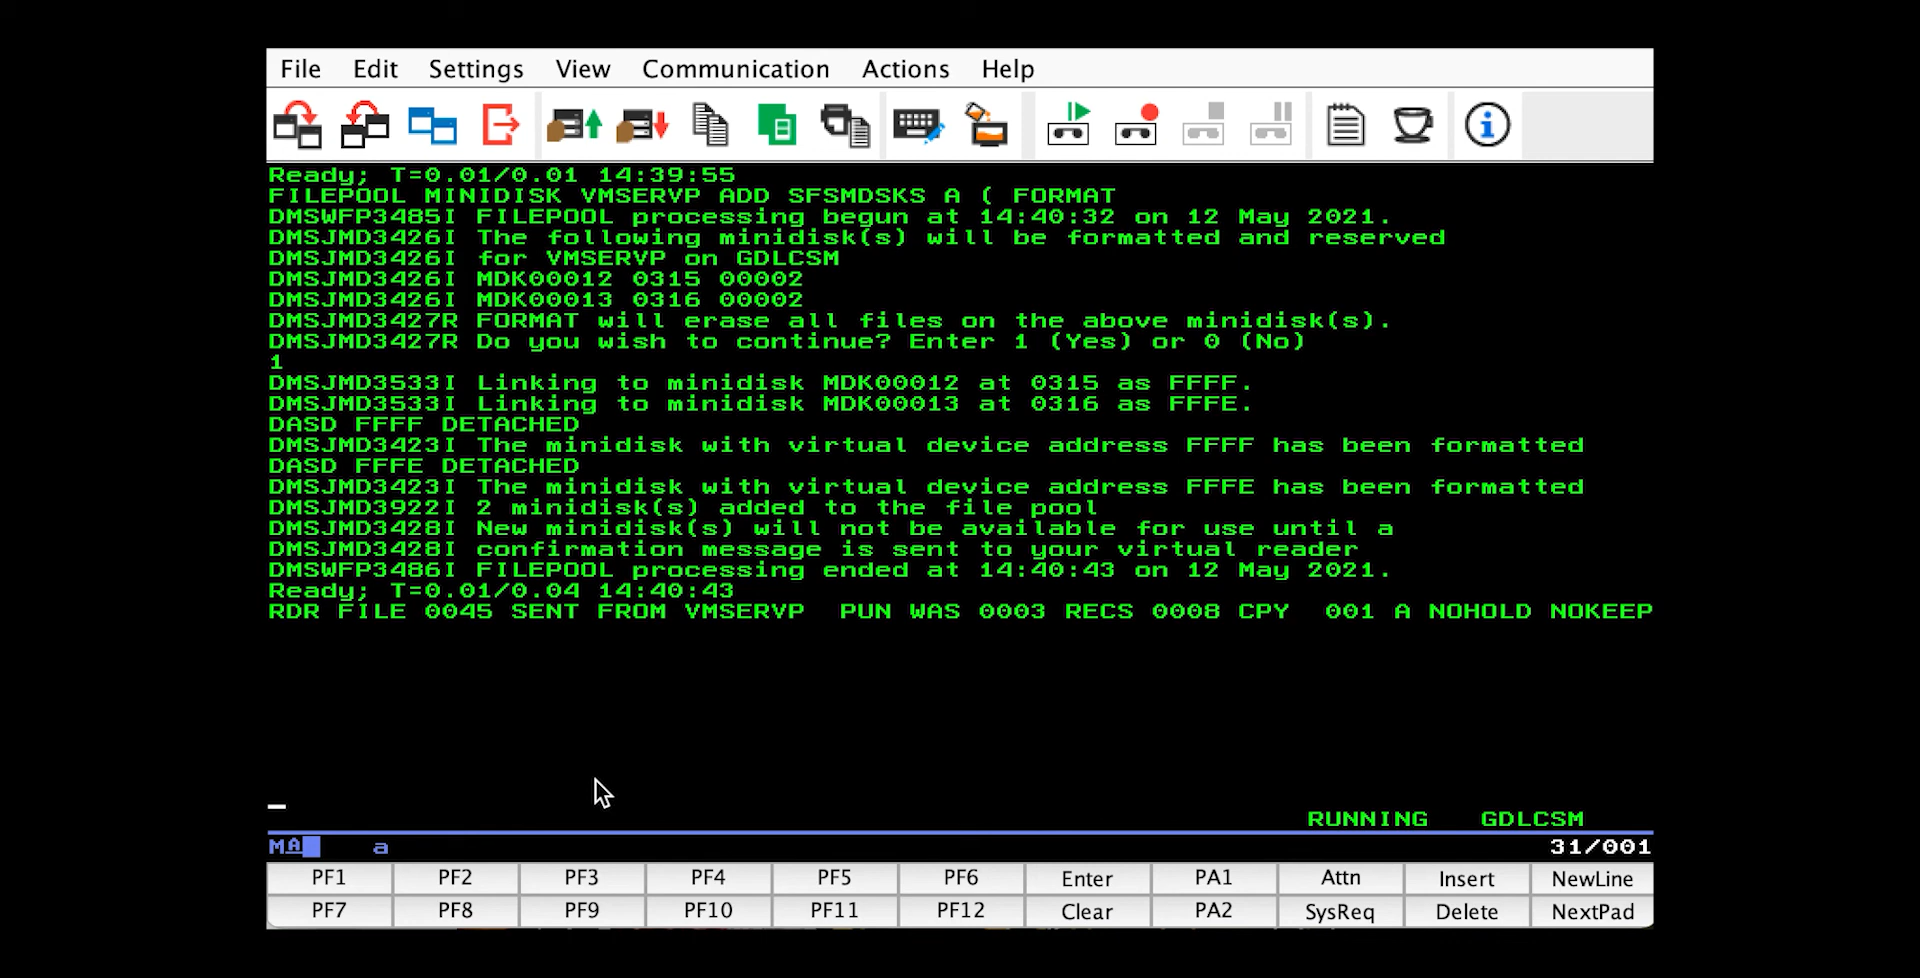 File Edit Settings View Communication Actions Help
Ready; T=0.01/0.01 14:39:55
FILEPOOL MINIDISK VMSERVP ADD SFSMDSKS A ( FORMAT
DMSWFP3485I FILEPOOL processing begun at 14:40:32 on 12 May 2021.
DMSJMD3426I The following minidisk(s) will be formatted and reserved
DMSJMD3426I for VMSERVP on GDLCSM
DMSJMD3426I MDK00012 0315 00002
DMSJMD3426I MDK00013 0316 00002
DMSJMD3427R FORMAT will erase all files on the above minidisk(s).
DMSJMD3427R Do you wish to continue? Enter 1 (Yes) or 0 (No)
1
DMSJMD3533I Linking to minidisk MDK00012 at 0315 as FFFF.
DMSJMD3533I Linking to minidisk MDK00013 at 0316 as FFFE.
DASD FFFF DETACHED
DMSJMD3423I The minidisk with virtual device address FFFF has been formatted
DASD FFFE DETACHED
DMSJMD3423I The minidisk with virtual device address FFFE has been formatted
DMSJMD3922I 2 minidisk(s) added to the file pool
DMSJMD3428I New minidisk(s) will not be available for use until a
DMSJMD3428I confirmation message is sent to your virtual reader
DMSWFP3486I FILEPOOL processing ended at 14:40:43 on 12 May 2021.
Ready; T=0.01/0.04 14:40:43
RDR FILE 0045 SENT FROM VMSERVP  PUN WAS 0003 RECS 0008 CPY  001 A NOHOLD NOKEEP
RUNNING GDLCSM
MA a 31/001
PF1 PF2 PF3 PF4 PF5 PF6 Enter PA1 Attn Insert NewLine
PF7 PF8 PF9 PF10 PF11 PF12 Clear PA2 SysReq Delete NextPad